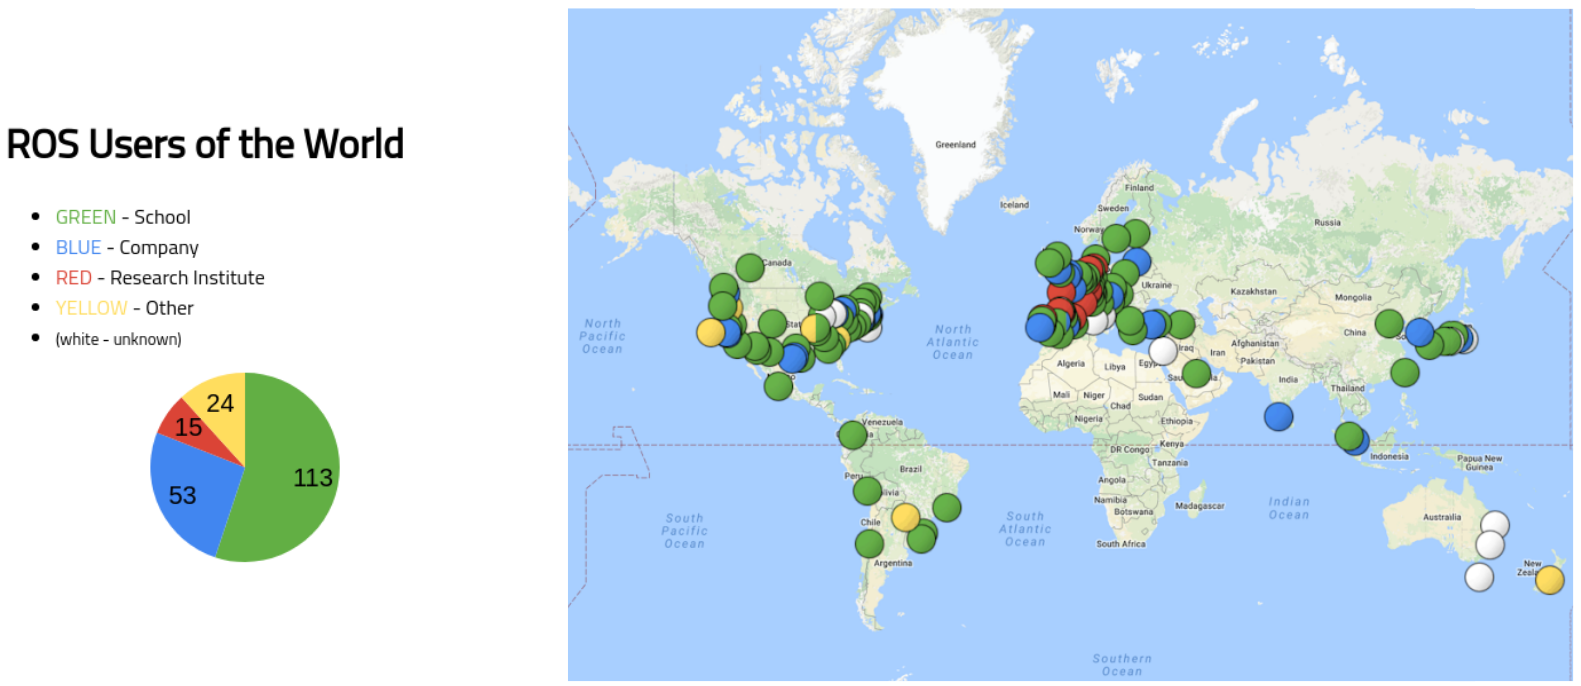 ROS Users of the World
GREEN - School
BLUE - Company
RED - Research Institute
YELLOW - Other
(white - unknown)
24
15
53
113
Greenland
Iceland
Finland
Sweden
Norway
Russia
Canada
Ukraine
Kazakhstan
Mongolia
North
Pacific
Ocean
North
Atlantic
Ocean
China
Afghanistan
Iraq
Iran
Pakistan
Algeria
Libya
Egyp
India
Thailand
Mali
Niger
Chad
Sudan
Nigeria
Ethiopia
Venezuela
DR Congo
Kenya
Tanzania
Indonesia
Papua New
Guinea
Brazil
Peru
livia
Angola
Namibia
Botswana
Madagascar
South
Pacific
Ocean
South
Atlantic
Ocean
Indian
Ocean
Chile
Australia
South Africa
Argentina
New
Zeala
Southern
Ocean